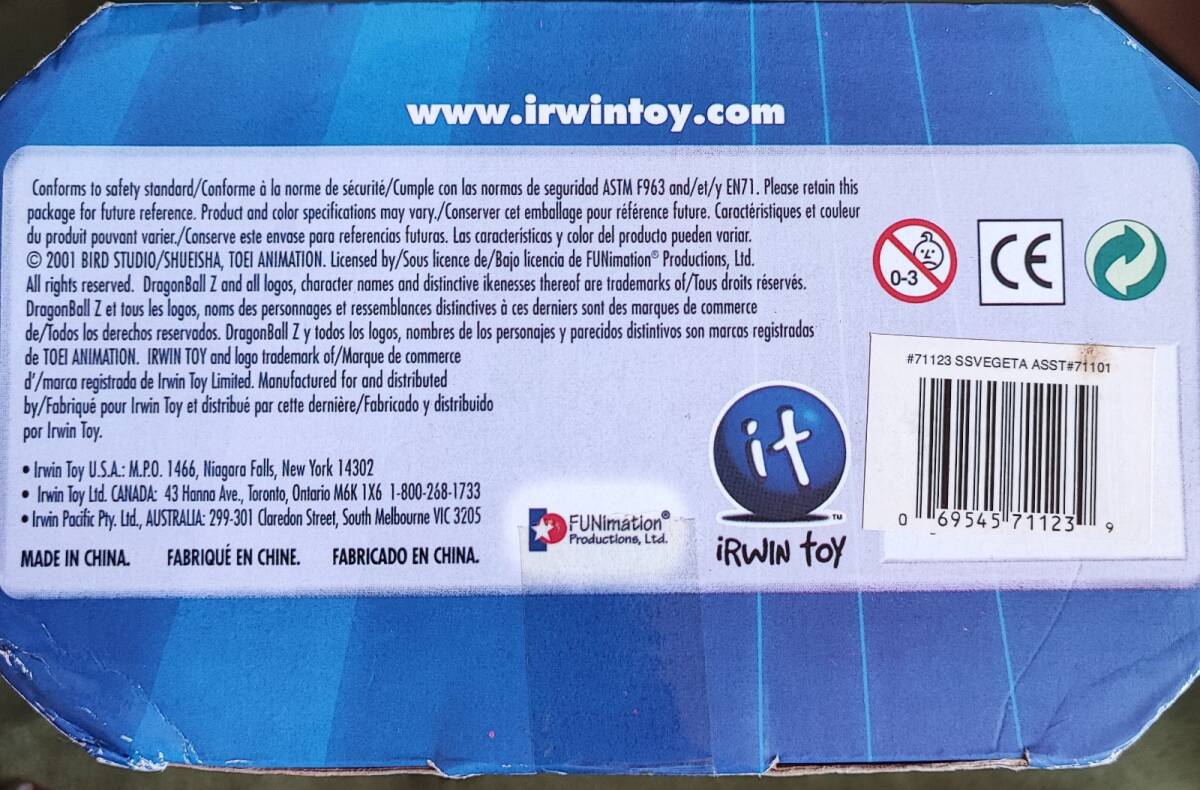 www.irwintoy.com
Conforms to safety standard/Conforme à la norme de sécurité/Cumple con las normas de seguridad ASTM F963 and/et/y EN71. Please retain this
package for future reference. Product and color specifications may vary./Conserver cet emballage pour référence future. Caractéristiques et couleur
du produit pouvant varier./Conserve este envase para referencias futuras. Las características y color del producto pueden variar.
© 2001 BIRD STUDIO/SHUEISHA, TOEI ANIMATION. Licensed by/Sous licence de/Bajo licencia de FUNimation® Productions, Ltd.
All rights reserved. DragonBall Z and all logos, character names and distinctive ikenesses thereof are trademarks of/Tous droits réservés.
DragonBall Z et tous les logos, noms des personnages et ressemblances distinctives à ces derniers sont des marques de commerce
de/Todos los derechos reservados. DragonBall Z y todos los logos, nombres de los personajes y parecidos distintivos son marcas registradas
de TOEI ANIMATION. IRWIN TOY and logo trademark of/Marque de commerce
d'/marca registrada de Irwin Toy Limited. Manufactured for and distributed
by/Fabriqué pour Irwin Toy et distribué par cette dernière/Fabricado y distribuido
por Irwin Toy.
• Irwin Toy U.S.A.: M.P.O. 1466, Niagara Falls, New York 14302
• Irwin Toy Ltd. CANADA: 43 Hanna Ave., Toronto, Ontario M6K 1X6 1-800-268-1733
• Irwin Pacific Pty. Ltd., AUSTRALIA: 299-301 Claredon Street, South Melbourne VIC 3205
MADE IN CHINA. FABRIQUÉ EN CHINE. FABRICADO EN CHINA.
FUNimation®
Productions, Ltd.
it
TM
iRWIN toy
0-3
CE
#71123 SSVEGETA ASST#71101
0 69545 71123 9